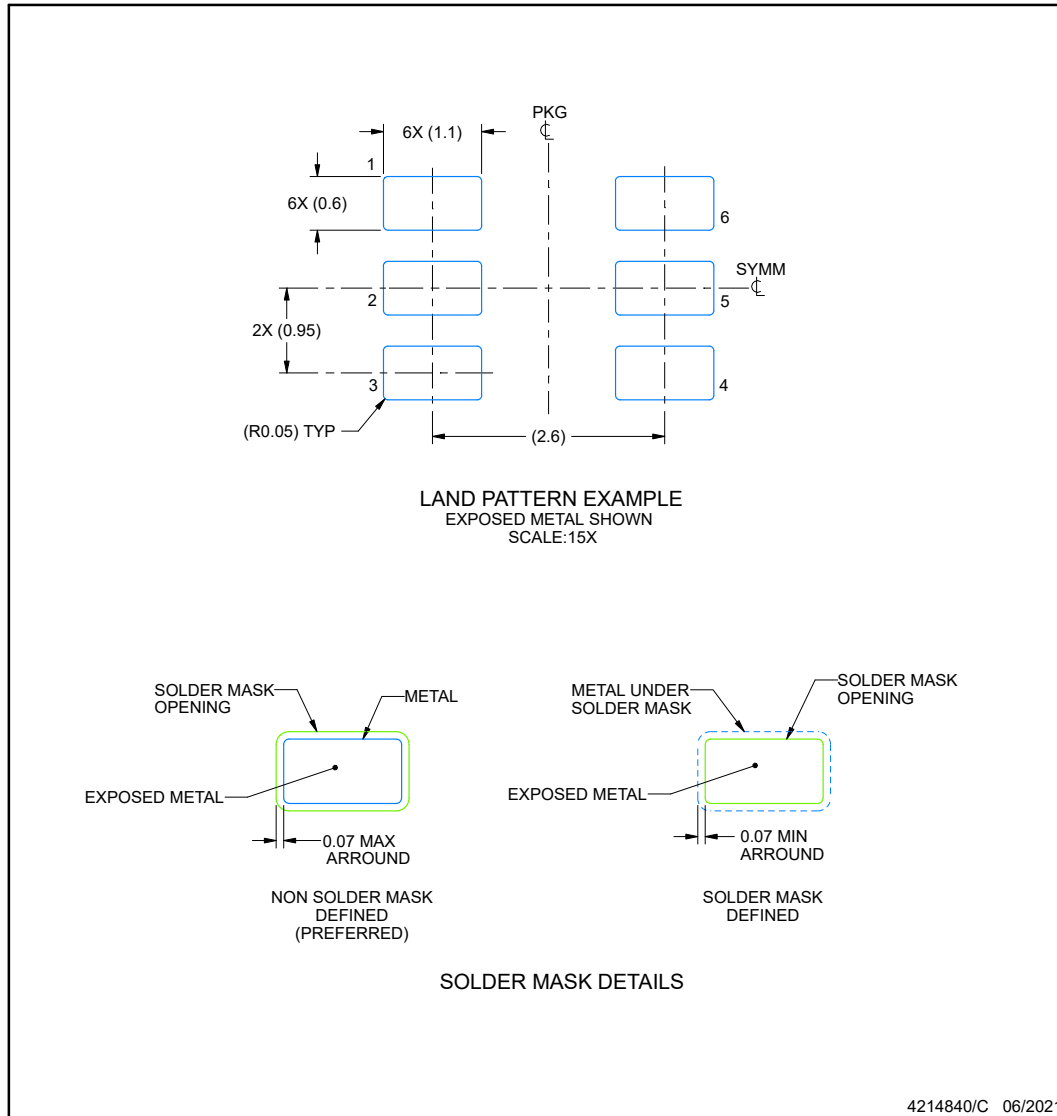 PKG
℄
6X (1.1)
1
6X (0.6)
6
SYMM
℄
2
5
2X (0.95)
3
4
(R0.05) TYP
(2.6)
LAND PATTERN EXAMPLE
EXPOSED METAL SHOWN
SCALE:15X
SOLDER MASK
OPENING
METAL
EXPOSED METAL
0.07 MAX
ARROUND
NON SOLDER MASK
DEFINED
(PREFERRED)
METAL UNDER
SOLDER MASK
SOLDER MASK
OPENING
EXPOSED METAL
0.07 MIN
ARROUND
SOLDER MASK
DEFINED
SOLDER MASK DETAILS
4214840/C 06/2021